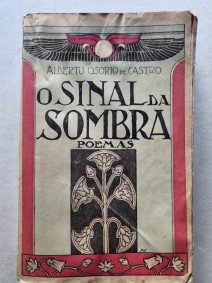 ALBERTO OSORIO DE CASTRO
O SINAL DA
SOMBRA
POEMAS